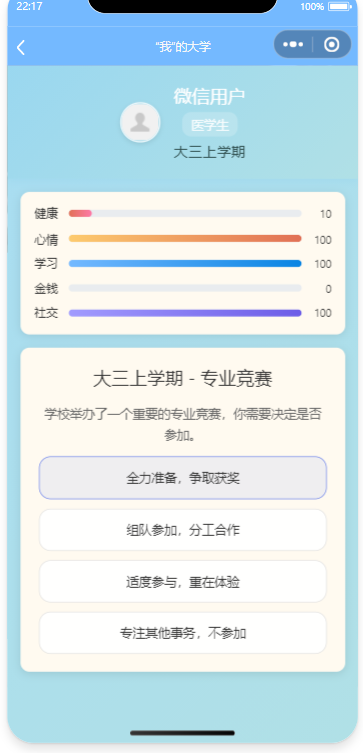 22:17
100%
"我"的大学
微信用户
医学生
大三上学期
健康 10
心情 100
学习 100
金钱 0
社交 100
大三上学期 - 专业竞赛
学校举办了一个重要的专业竞赛，你需要决定是否
参加。
全力准备，争取获奖
组队参加，分工合作
适度参与，重在体验
专注其他事务，不参加